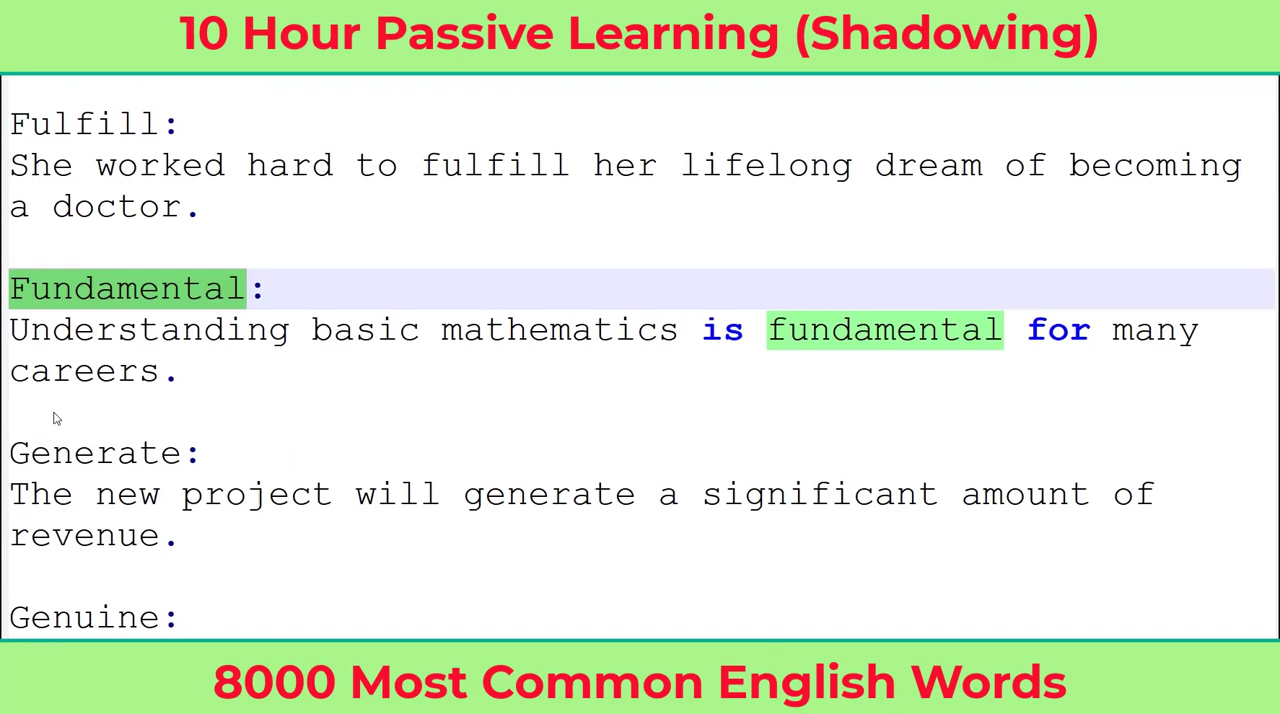 10 Hour Passive Learning (Shadowing)
Fulfill:
She worked hard to fulfill her lifelong dream of becoming
a doctor.
Fundamental:
Understanding basic mathematics is fundamental for many
careers.
Generate:
The new project will generate a significant amount of
revenue.
Genuine:
8000 Most Common English Words